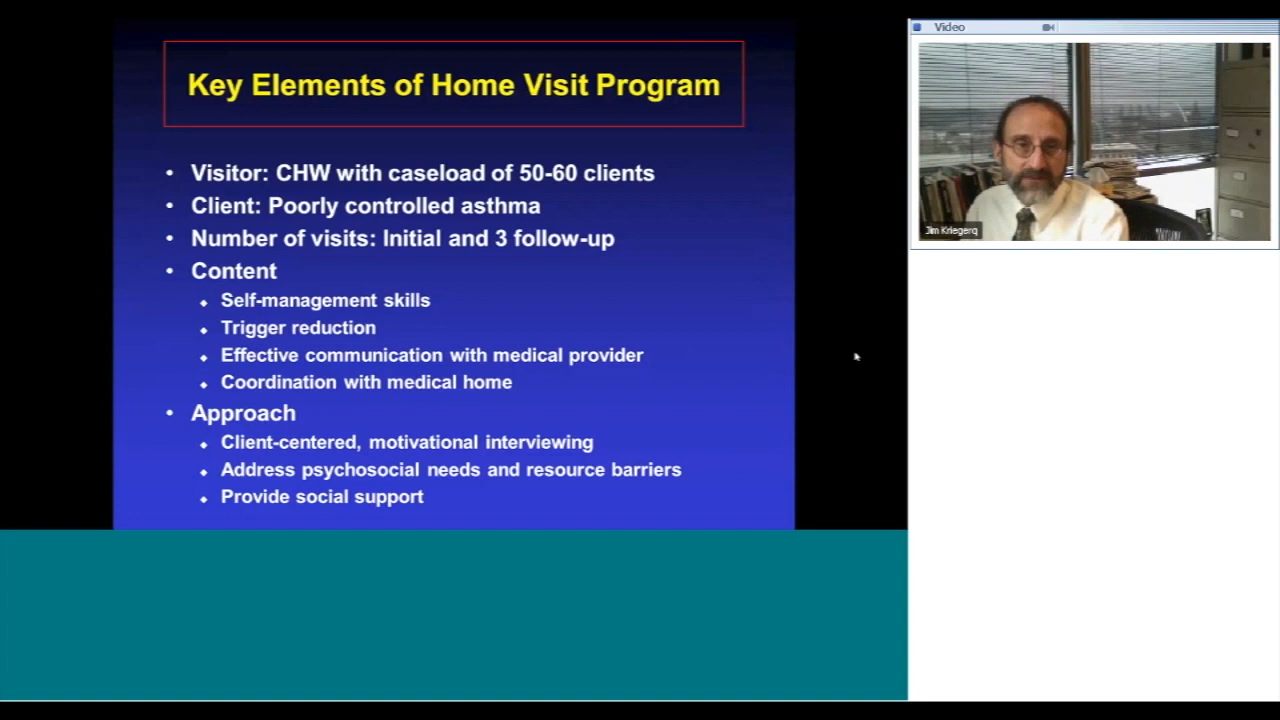 Key Elements of Home Visit Program
• Visitor: CHW with caseload of 50-60 clients
• Client: Poorly controlled asthma
• Number of visits: Initial and 3 follow-up
• Content
◆ Self-management skills
◆ Trigger reduction
◆ Effective communication with medical provider
◆ Coordination with medical home
• Approach
◆ Client-centered, motivational interviewing
◆ Address psychosocial needs and resource barriers
◆ Provide social support
Video
Jim Kriegerq